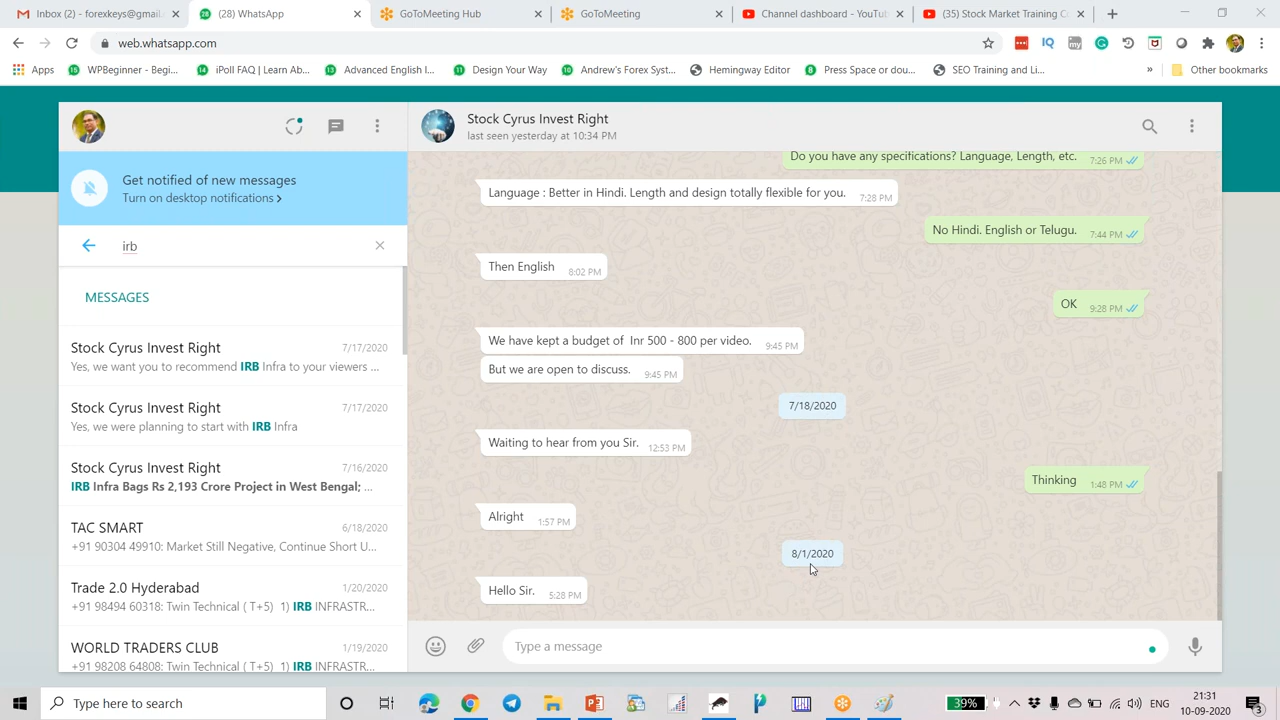 Inbox (2) - forexkeys@gmail.
(28) WhatsApp
GoToMeeting Hub
GoToMeeting
Channel dashboard - YouTu
(35) Stock Market Training C
web.whatsapp.com
Apps
WPBeginner - Begi...
iPoll FAQ | Learn Ab...
Advanced English I...
Design Your Way
Andrew's Forex Syst...
Hemingway Editor
Press Space or dou...
SEO Training and Li...
»
Other bookmarks
Get notified of new messages
Turn on desktop notifications >
irb
MESSAGES
Stock Cyrus Invest Right 7/17/2020
Yes, we want you to recommend IRB Infra to your viewers ...
Stock Cyrus Invest Right 7/17/2020
Yes, we were planning to start with IRB Infra
Stock Cyrus Invest Right 7/16/2020
IRB Infra Bags Rs 2,193 Crore Project in West Bengal; ...
TAC SMART 6/18/2020
+91 90304 49910: Market Still Negative, Continue Short U...
Trade 2.0 Hyderabad 1/20/2020
+91 98494 60318: Twin Technical ( T+5) 1) IRB INFRASTR...
WORLD TRADERS CLUB 1/19/2020
+91 98208 64808: Twin Technical ( T+5) 1) IRB INFRASTR...
Stock Cyrus Invest Right
last seen yesterday at 10:34 PM
Do you have any specifications? Language, Length, etc. 7:26 PM
Language : Better in Hindi. Length and design totally flexible for you. 7:28 PM
No Hindi. English or Telugu. 7:44 PM
Then English 8:02 PM
OK 9:28 PM
We have kept a budget of Inr 500 - 800 per video. 9:45 PM
But we are open to discuss. 9:45 PM
7/18/2020
Waiting to hear from you Sir. 12:53 PM
Thinking 1:48 PM
Alright 1:57 PM
8/1/2020
Hello Sir. 5:28 PM
Type a message
Type here to search
39%
ENG
21:31
10-09-2020